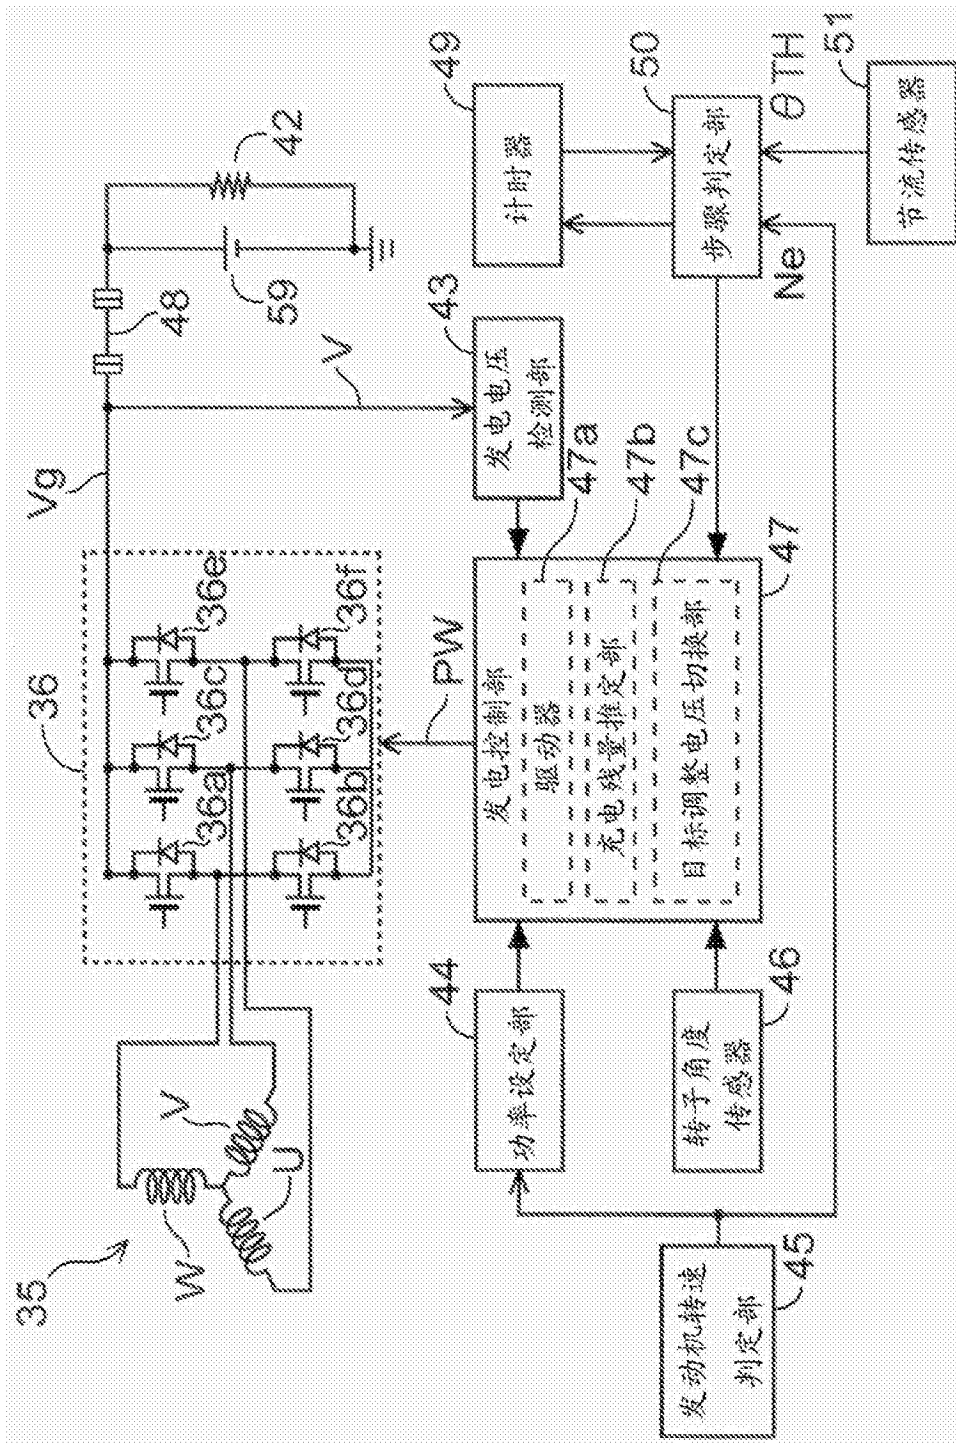 35
W
V
U
36
36a
36c
36e
36b
36d
36f
Vg
V
48
59
42
PW
43
发电电压
检测部
49
计时器
50
步骤判定部
Ne
θTH
51
节流传感器
44
功率设定部
46
转子角度
传感器
45
发动机转速
判定部
47
发电控制部
47a
驱动器
47b
充电残量推定部
47c
目标调整电压切换部